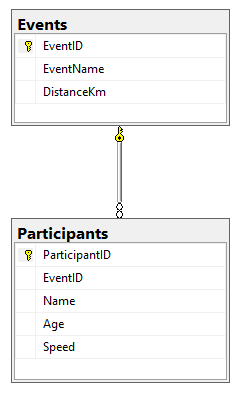 Events
EventID
EventName
DistanceKm
Participants
ParticipantID
EventID
Name
Age
Speed